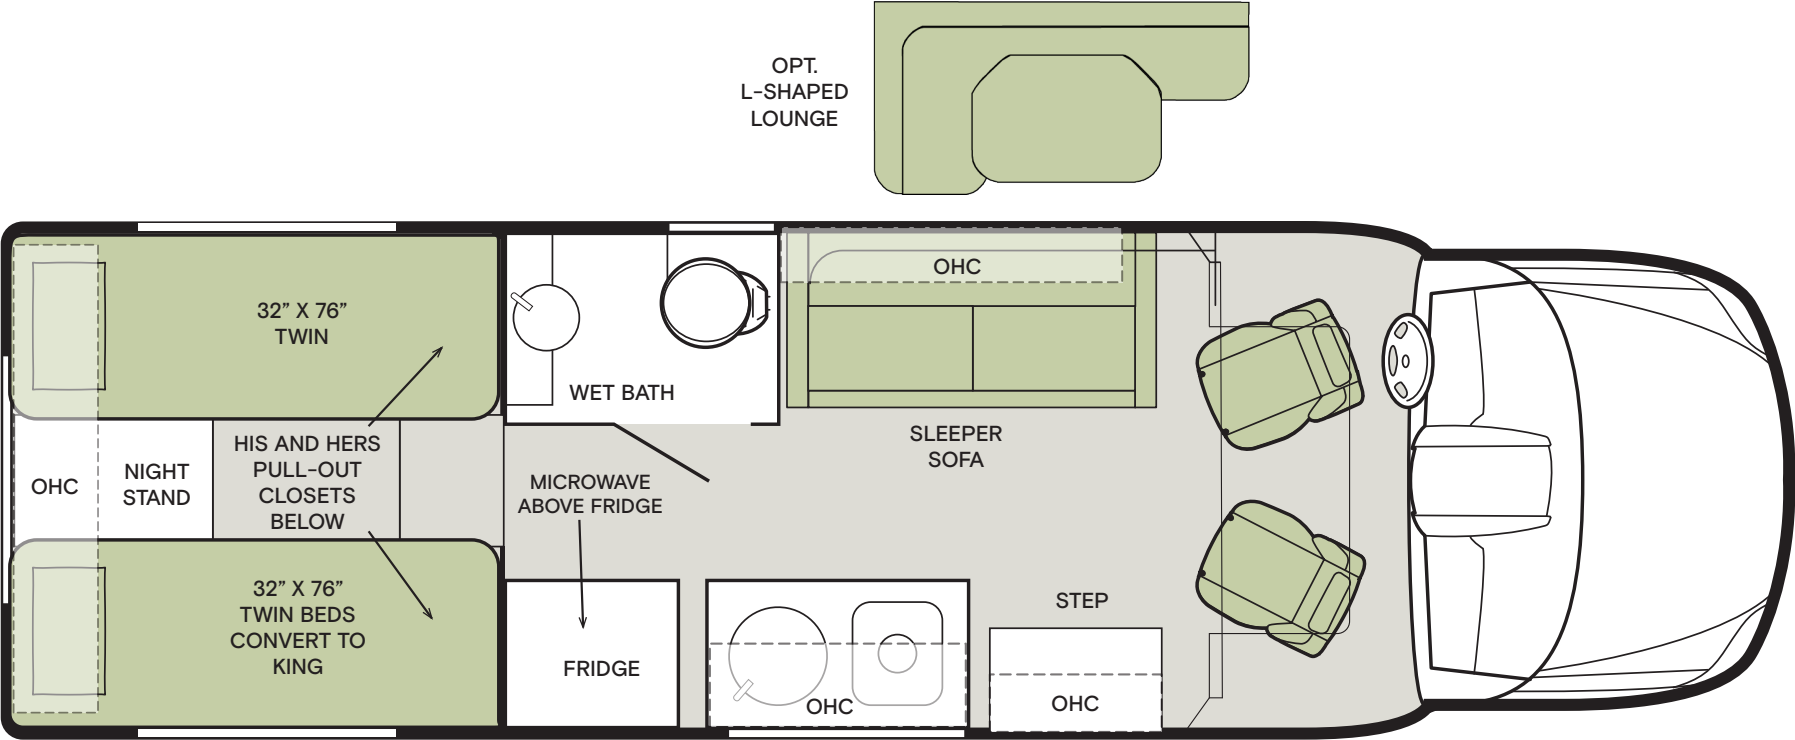 OPT.
L-SHAPED
LOUNGE
32” X 76”
TWIN
OHC
WET BATH
SLEEPER
SOFA
HIS AND HERS
PULL-OUT
CLOSETS
BELOW
OHC
NIGHT
STAND
MICROWAVE
ABOVE FRIDGE
32” X 76”
TWIN BEDS
CONVERT TO
KING
FRIDGE
OHC
STEP
OHC